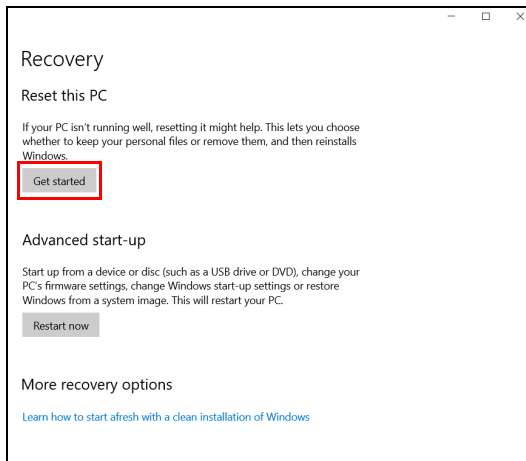 Recovery
Reset this PC
If your PC isn't running well, resetting it might help. This lets you choose
whether to keep your personal files or remove them, and then reinstalls
Windows.
Get started
Advanced start-up
Start up from a device or disc (such as a USB drive or DVD), change your
PC's firmware settings, change Windows start-up settings or restore
Windows from a system image. This will restart your PC.
Restart now
More recovery options
Learn how to start afresh with a clean installation of Windows